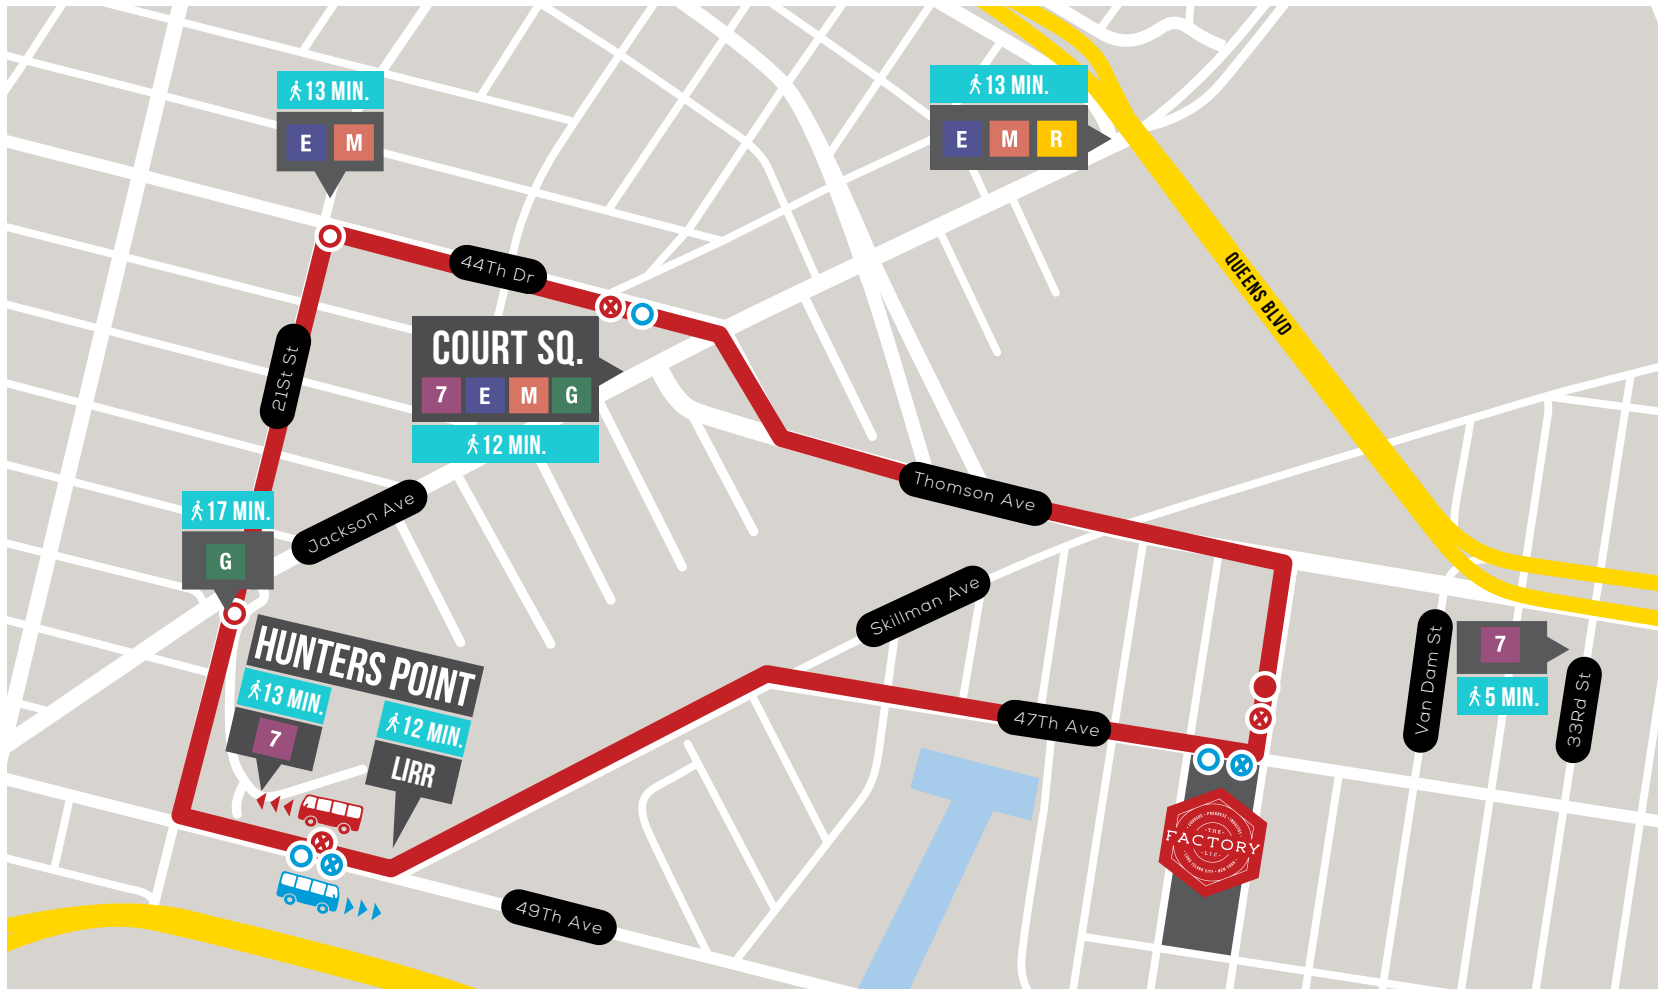 13 MIN.
E M
13 MIN.
E M R
QUEENS BLVD
44Th Dr
COURT SQ.
7 E M G
12 MIN.
21St St
Jackson Ave
Thomson Ave
17 MIN.
G
Skillman Ave
HUNTERS POINT
13 MIN.
7
12 MIN.
LIRR
47Th Ave
Van Dam St
7
5 MIN.
33Rd St
THE
FACTORY
LIC
49Th Ave